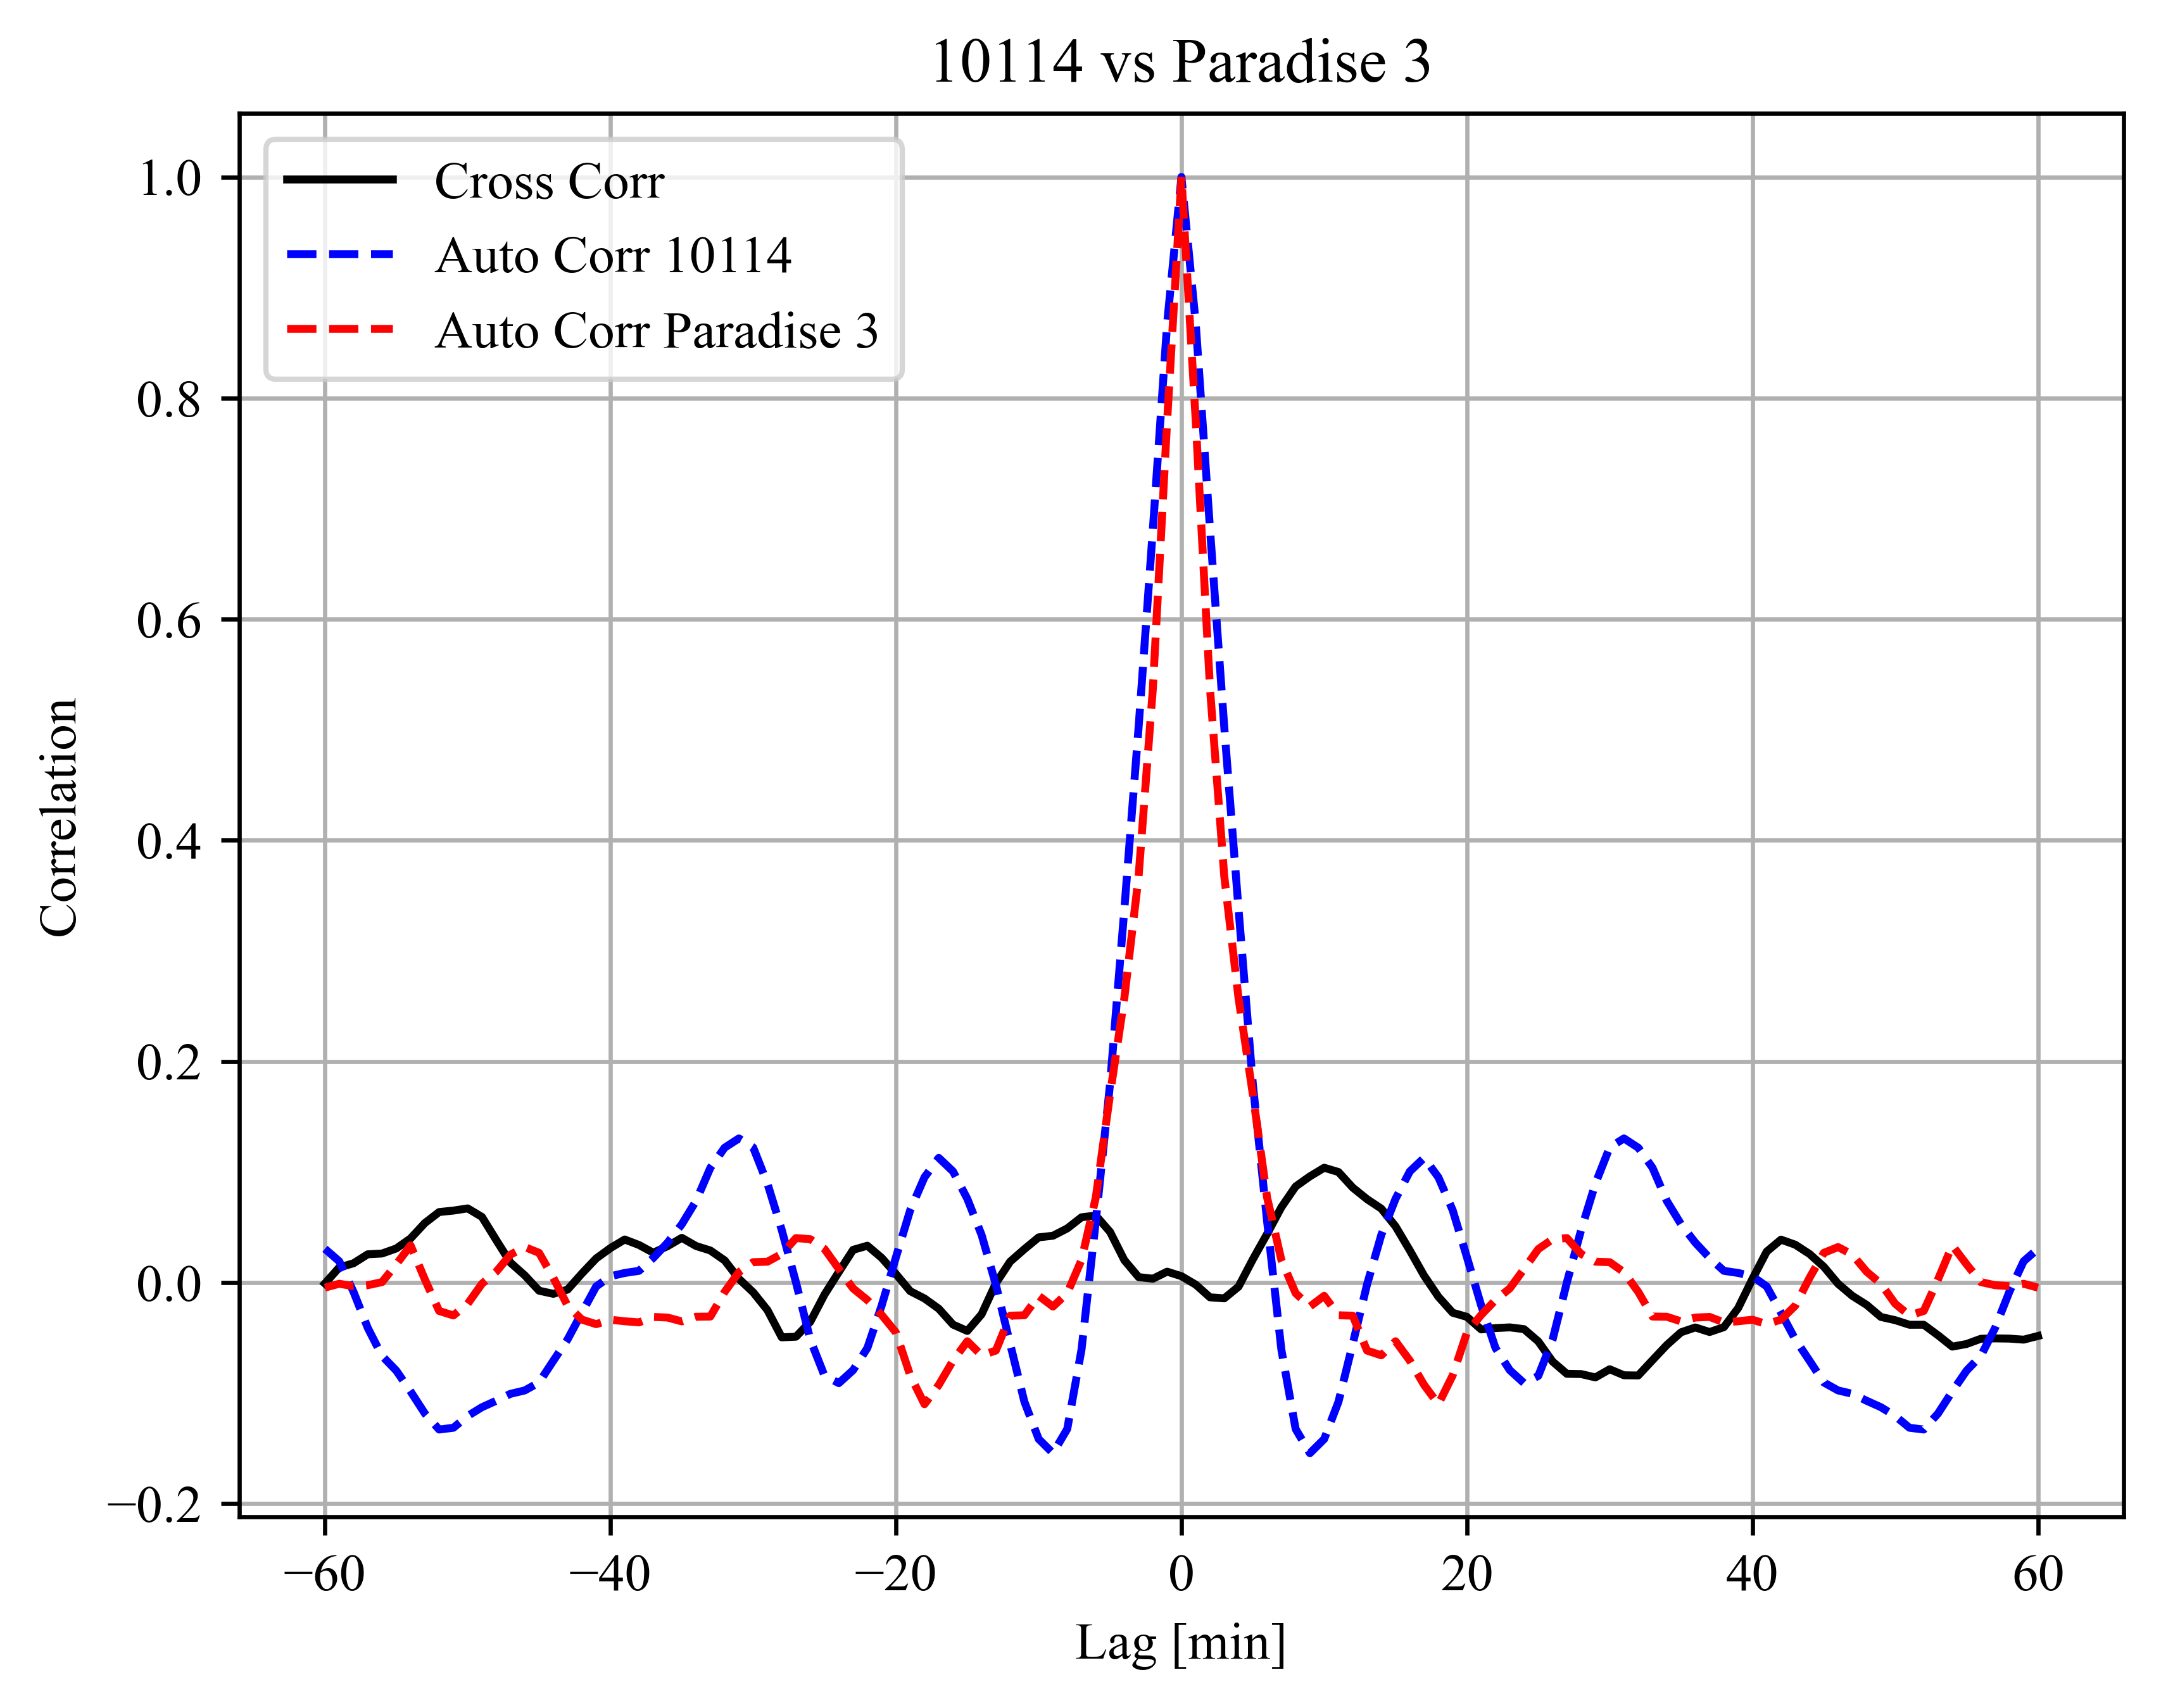 10114 vs Paradise 3
Cross Corr
Auto Corr 10114
Auto Corr Paradise 3
1.0
0.8
0.6
0.4
0.2
0.0
−0.2
Correlation
−60 −40 −20 0 20 40 60
Lag [min]